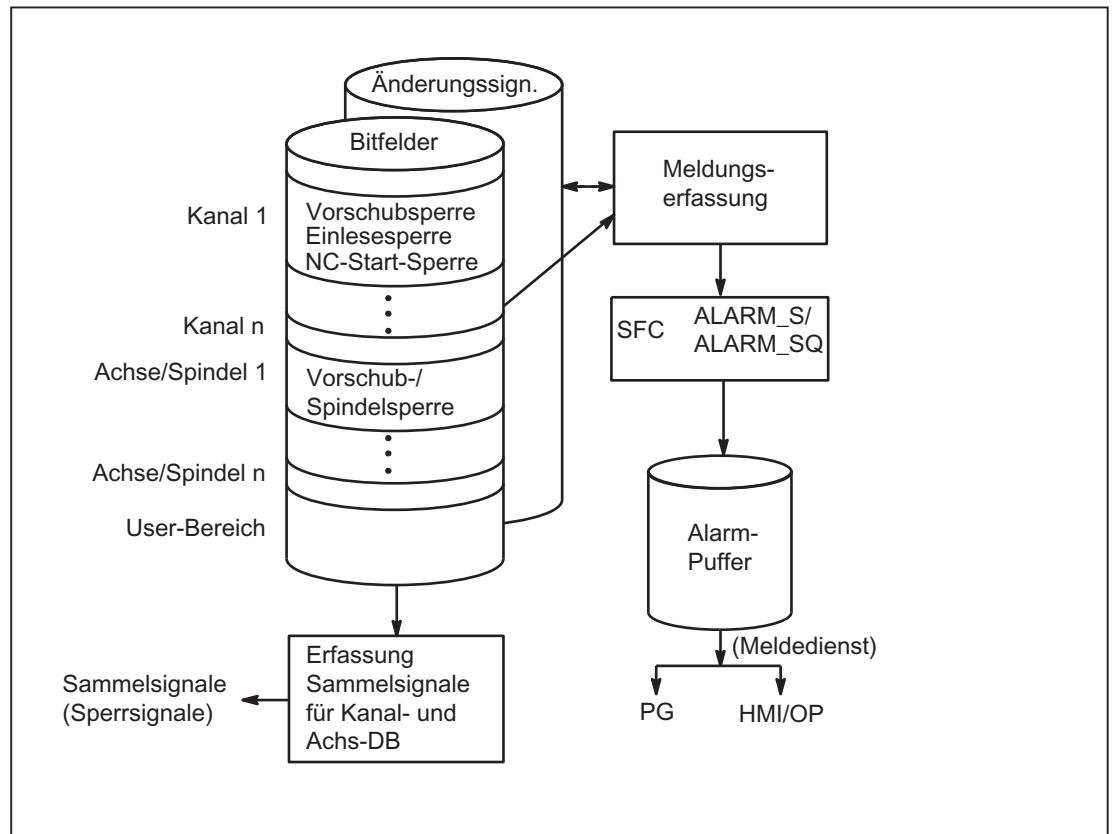 Änderungssign.
Bitfelder
Kanal 1
Vorschubsperre
Einlesesperre
NC-Start-Sperre
Kanal n
Achse/Spindel 1
Vorschub-/
Spindelsperre
Achse/Spindel n
User-Bereich
Meldungs-
erfassung
SFC ALARM_S/
ALARM_SQ
Alarm-
Puffer
(Meldedienst)
PG HMI/OP
Erfassung
Sammelsignale
für Kanal- und
Achs-DB
Sammelsignale
(Sperrsignale)